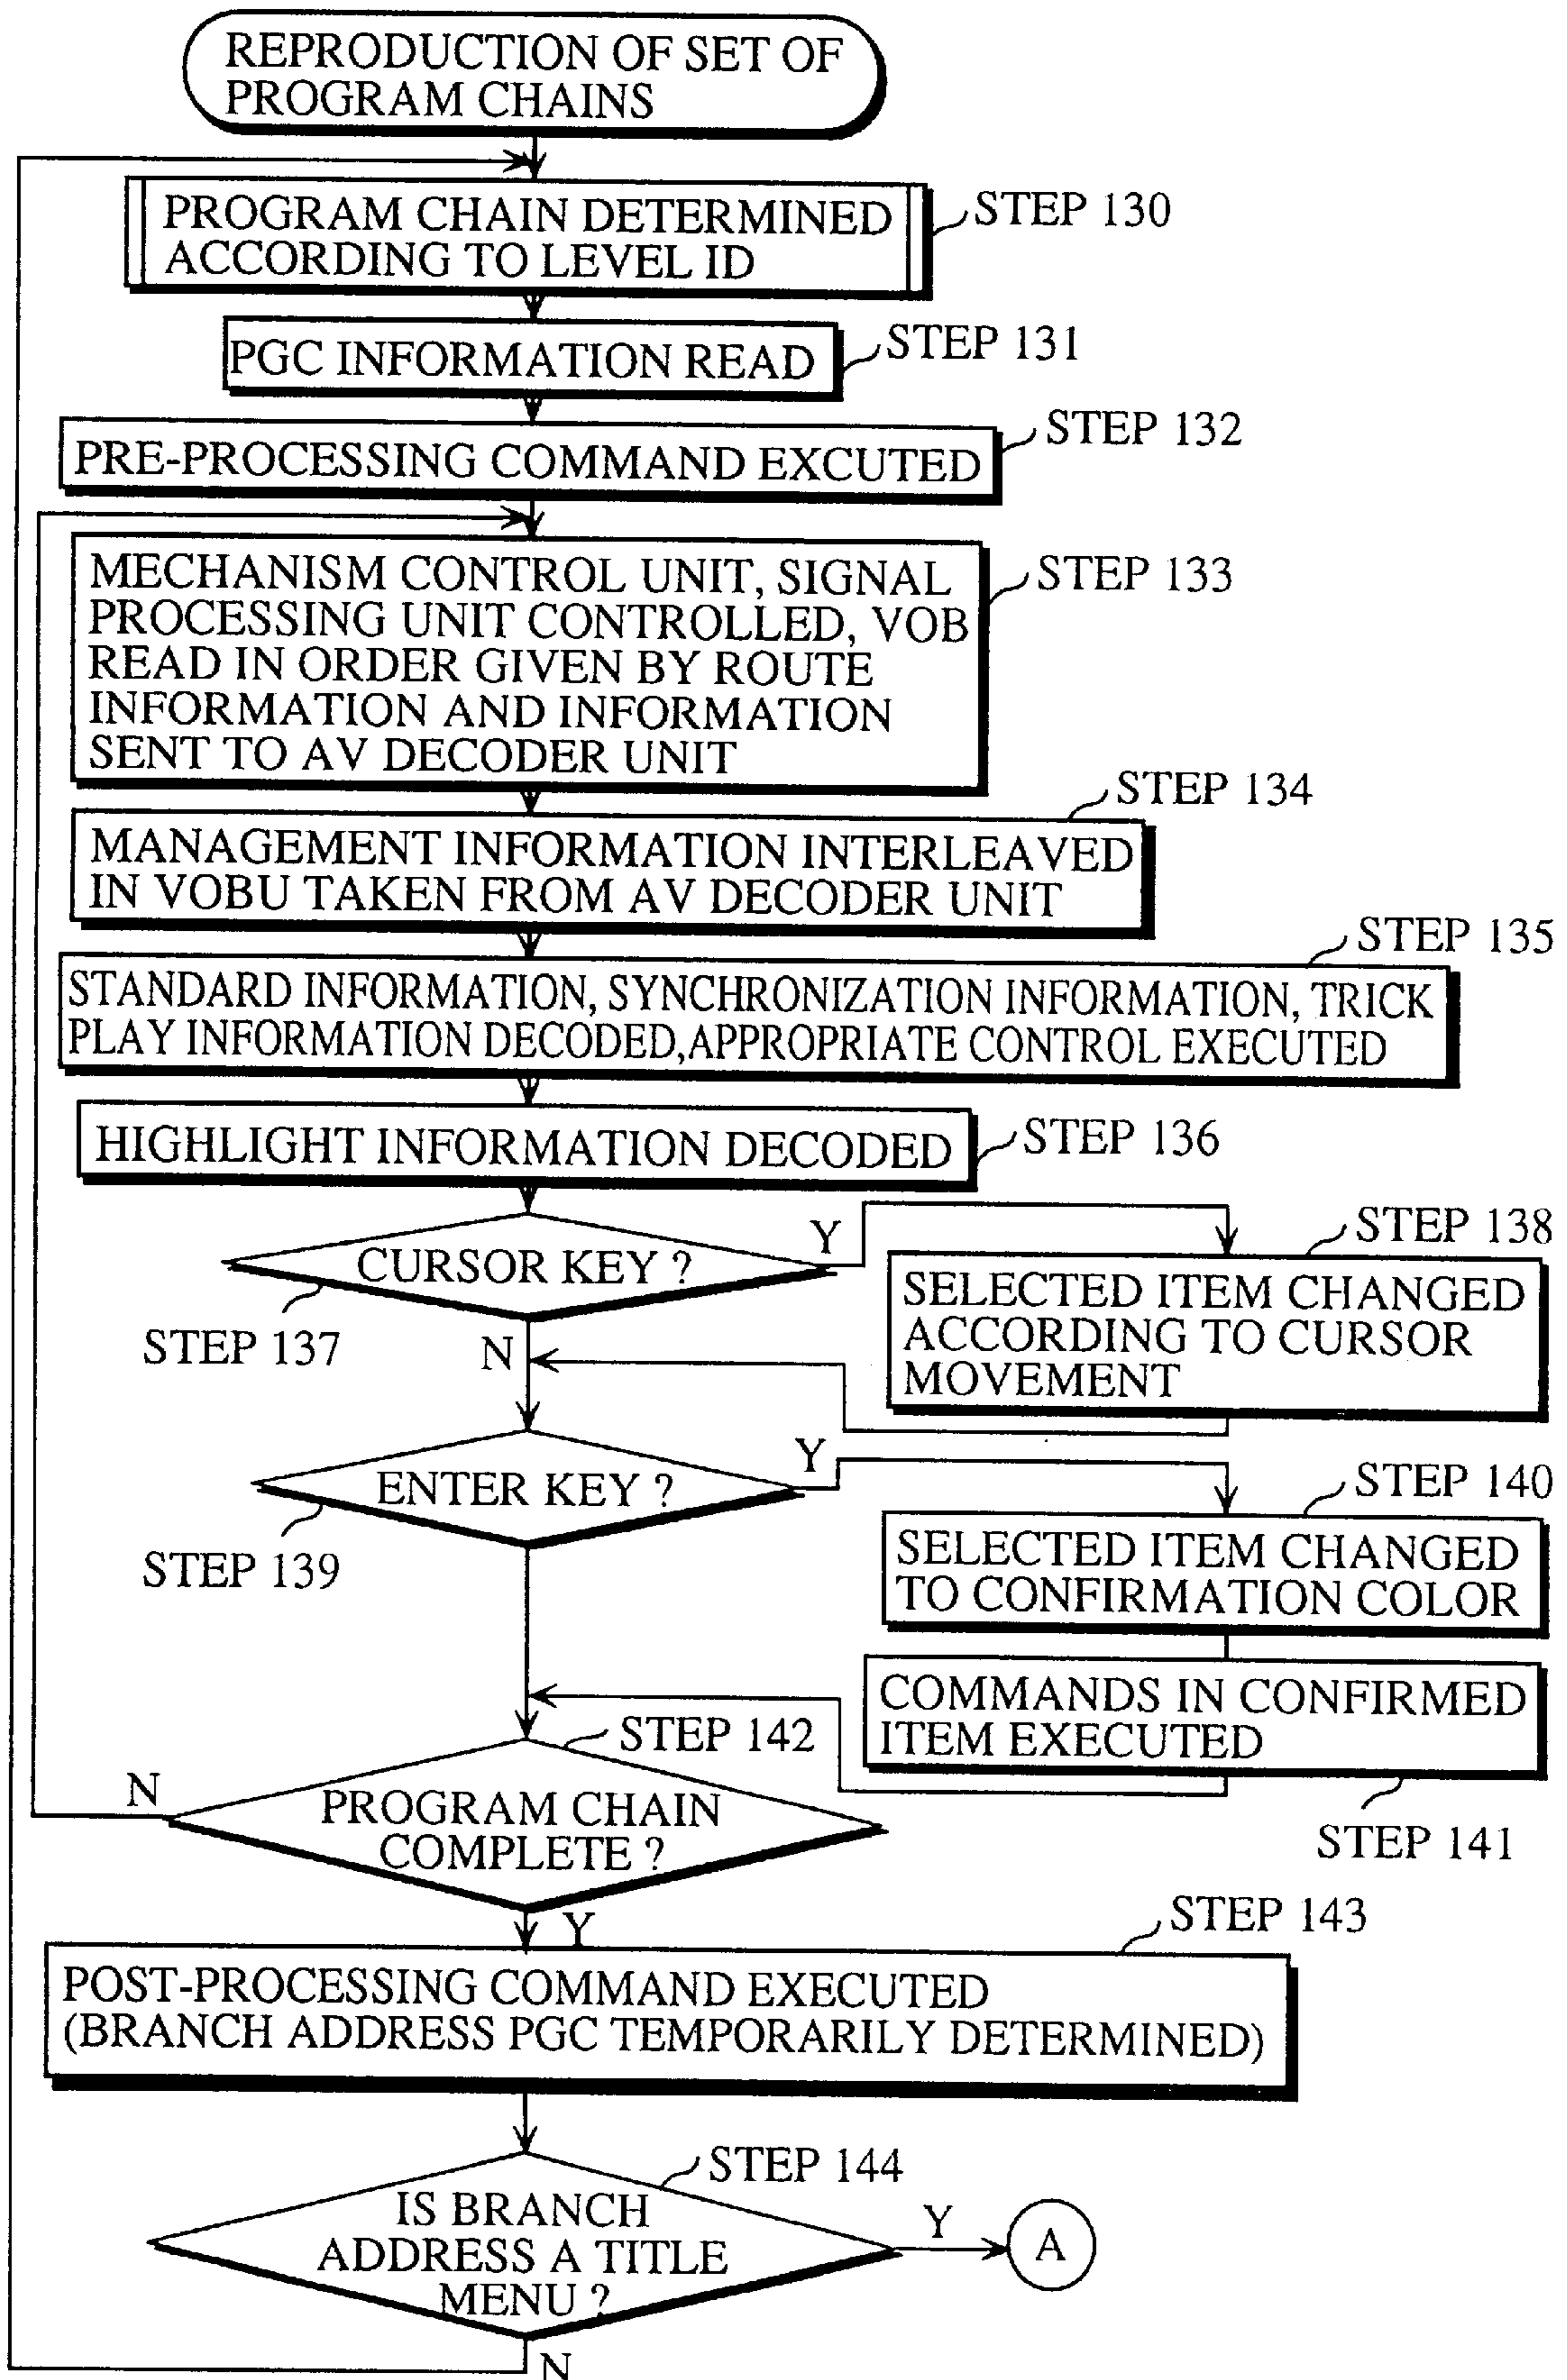 REPRODUCTION OF SET OF
PROGRAM CHAINS
PROGRAM CHAIN DETERMINED
ACCORDING TO LEVEL ID
STEP 130
PGC INFORMATION READ
STEP 131
PRE-PROCESSING COMMAND EXCUTED
STEP 132
MECHANISM CONTROL UNIT, SIGNAL
PROCESSING UNIT CONTROLLED, VOB
READ IN ORDER GIVEN BY ROUTE
INFORMATION AND INFORMATION
SENT TO AV DECODER UNIT
STEP 133
STEP 134
MANAGEMENT INFORMATION INTERLEAVED
IN VOBU TAKEN FROM AV DECODER UNIT
STEP 135
STANDARD INFORMATION, SYNCHRONIZATION INFORMATION, TRICK
PLAY INFORMATION DECODED,APPROPRIATE CONTROL EXECUTED
HIGHLIGHT INFORMATION DECODED
STEP 136
CURSOR KEY ?
Y
STEP 137
N
STEP 138
SELECTED ITEM CHANGED
ACCORDING TO CURSOR
MOVEMENT
ENTER KEY ?
Y
STEP 139
STEP 140
SELECTED ITEM CHANGED
TO CONFIRMATION COLOR
COMMANDS IN CONFIRMED
ITEM EXECUTED
STEP 141
STEP 142
N
PROGRAM CHAIN
COMPLETE ?
Y
STEP 143
POST-PROCESSING COMMAND EXECUTED
(BRANCH ADDRESS PGC TEMPORARILY DETERMINED)
STEP 144
IS BRANCH
ADDRESS A TITLE
MENU ?
Y
A
N